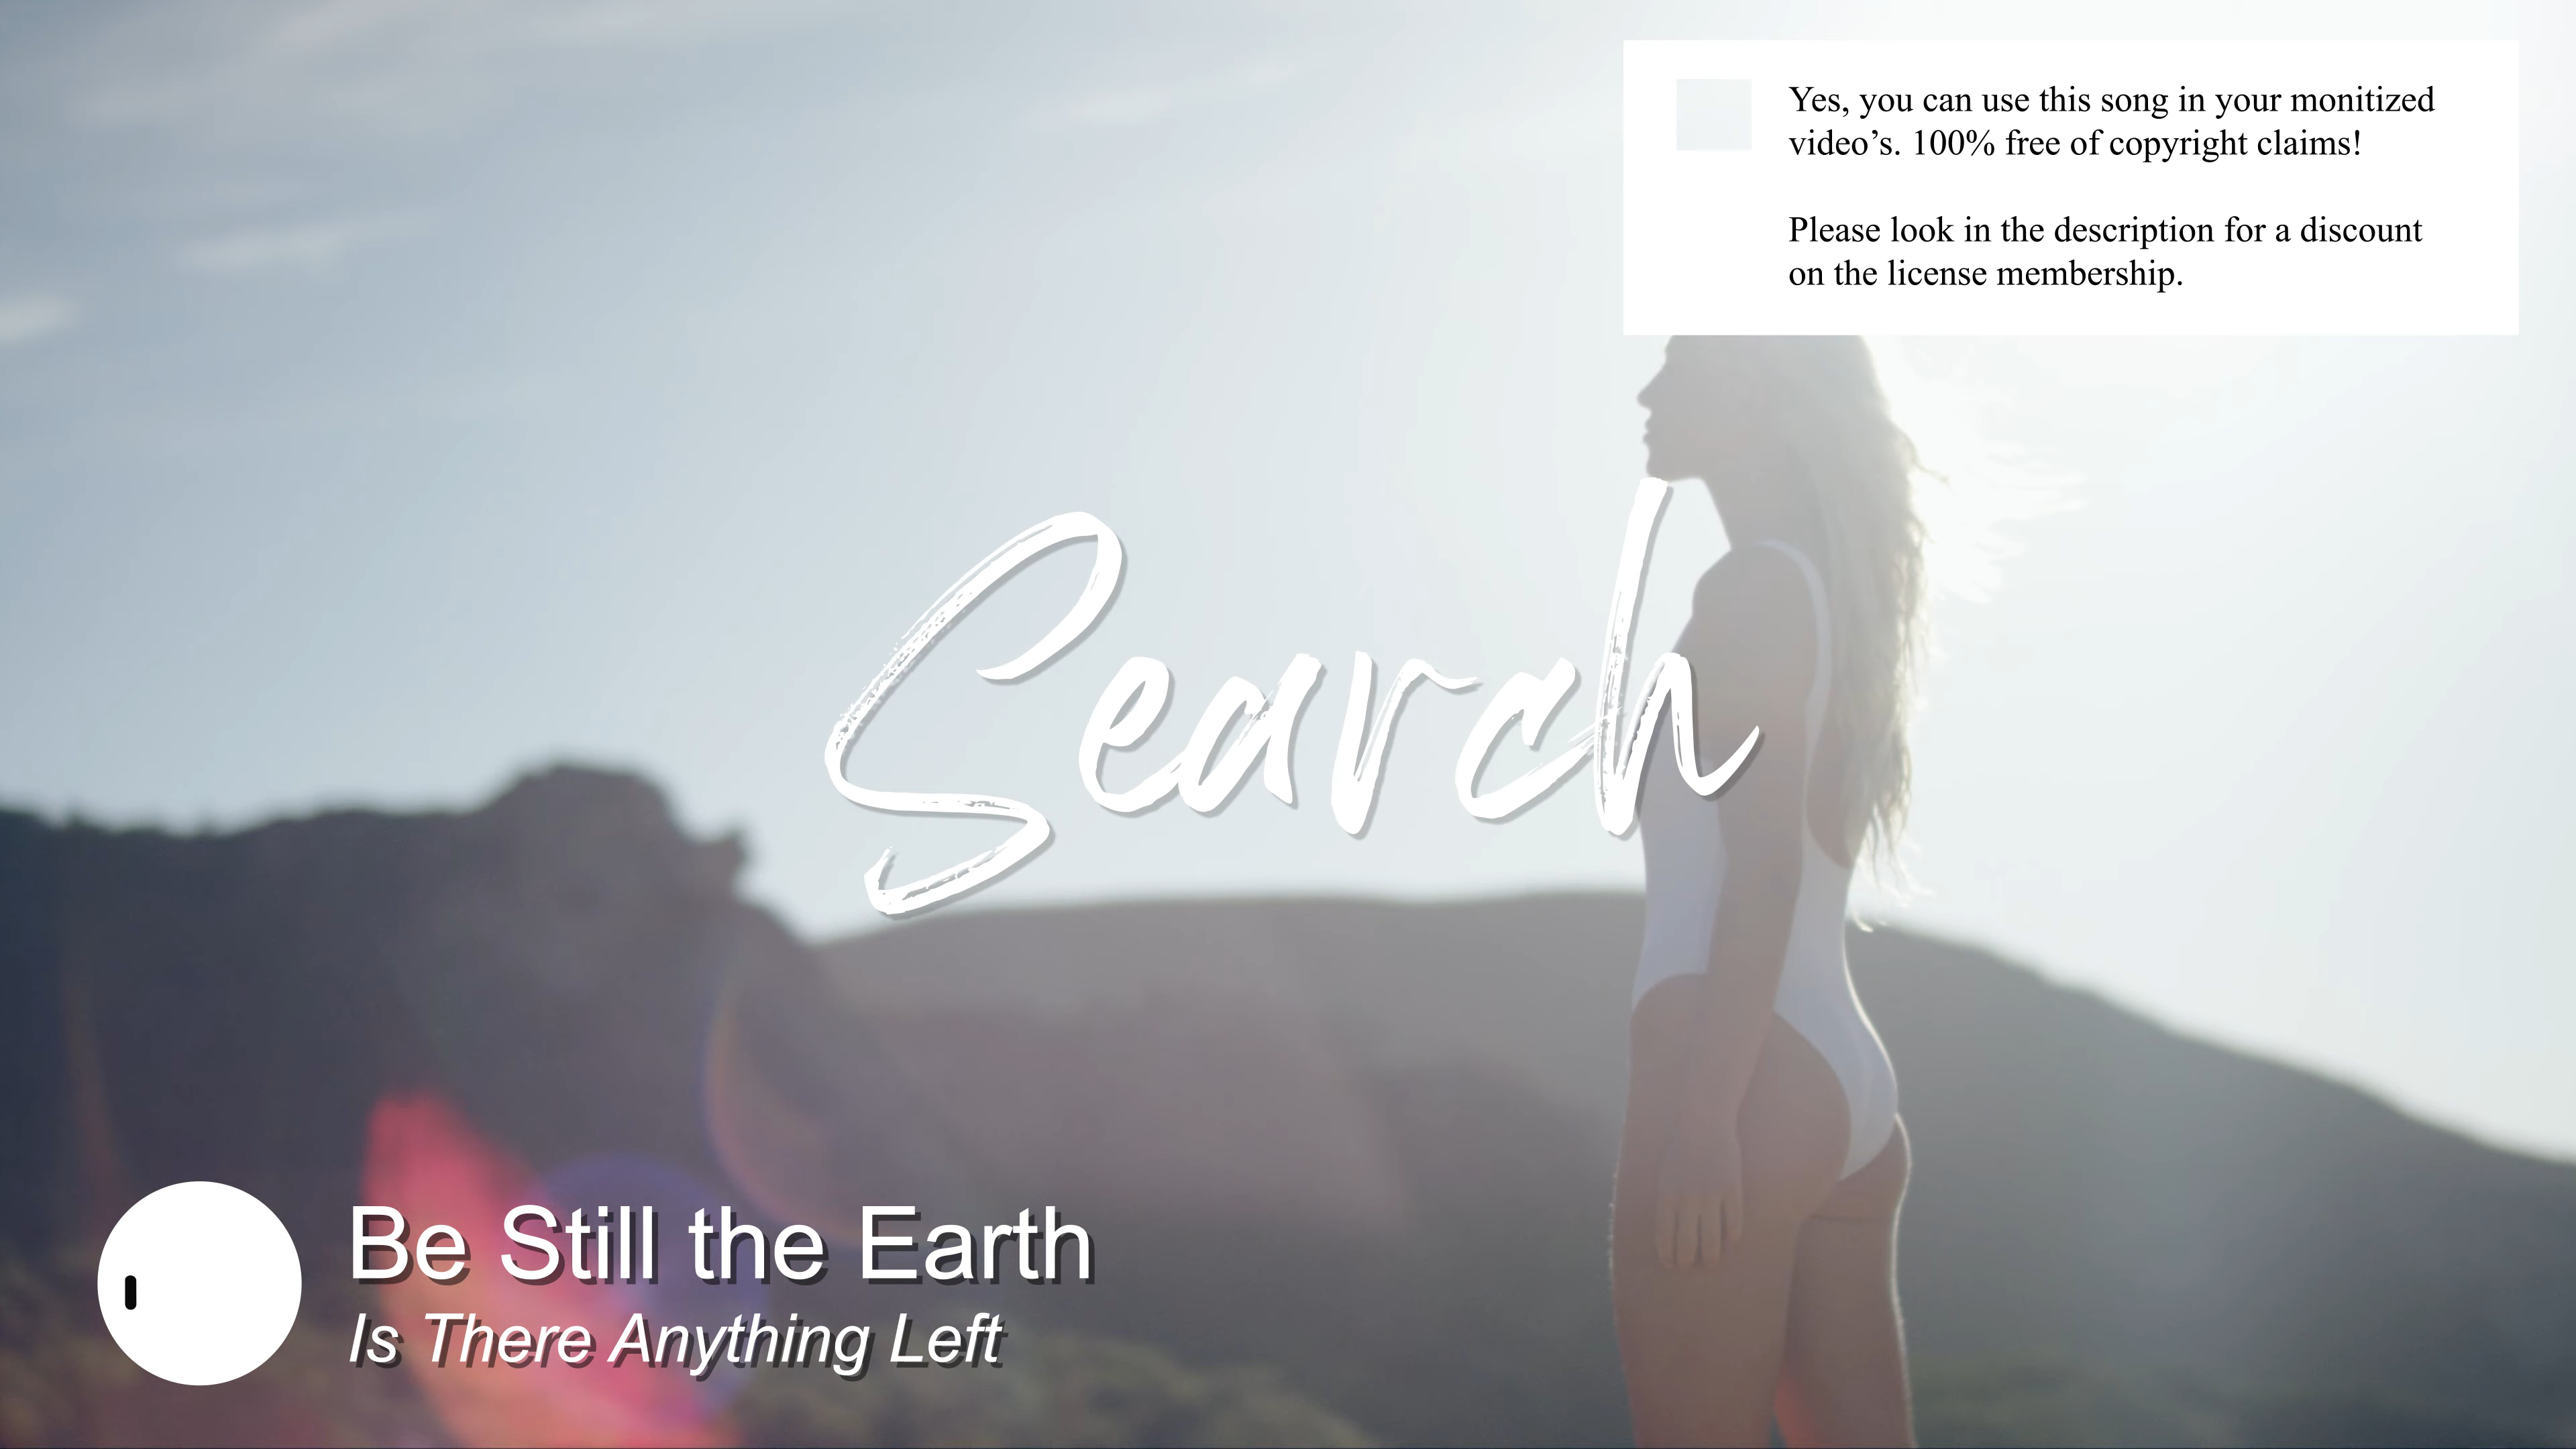 Yes, you can use this song in your monitized
video’s. 100% free of copyright claims!
Please look in the description for a discount
on the license membership.
Search
Be Still the Earth
Is There Anything Left